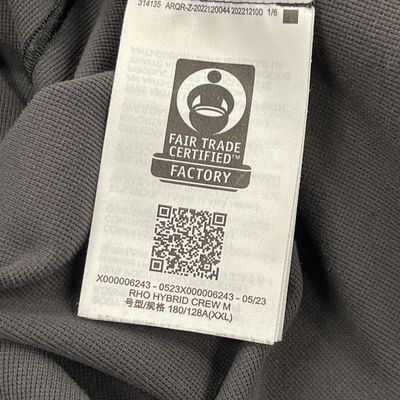 314135 ARQR-Z-2022120044 202212100 1/6
FAIR TRADE
CERTIFIED™
FACTORY
X000006243 - 0523X000006243 - 05/23
RHO HYBRID CREW M
号型/规格 180/128A(XXL)